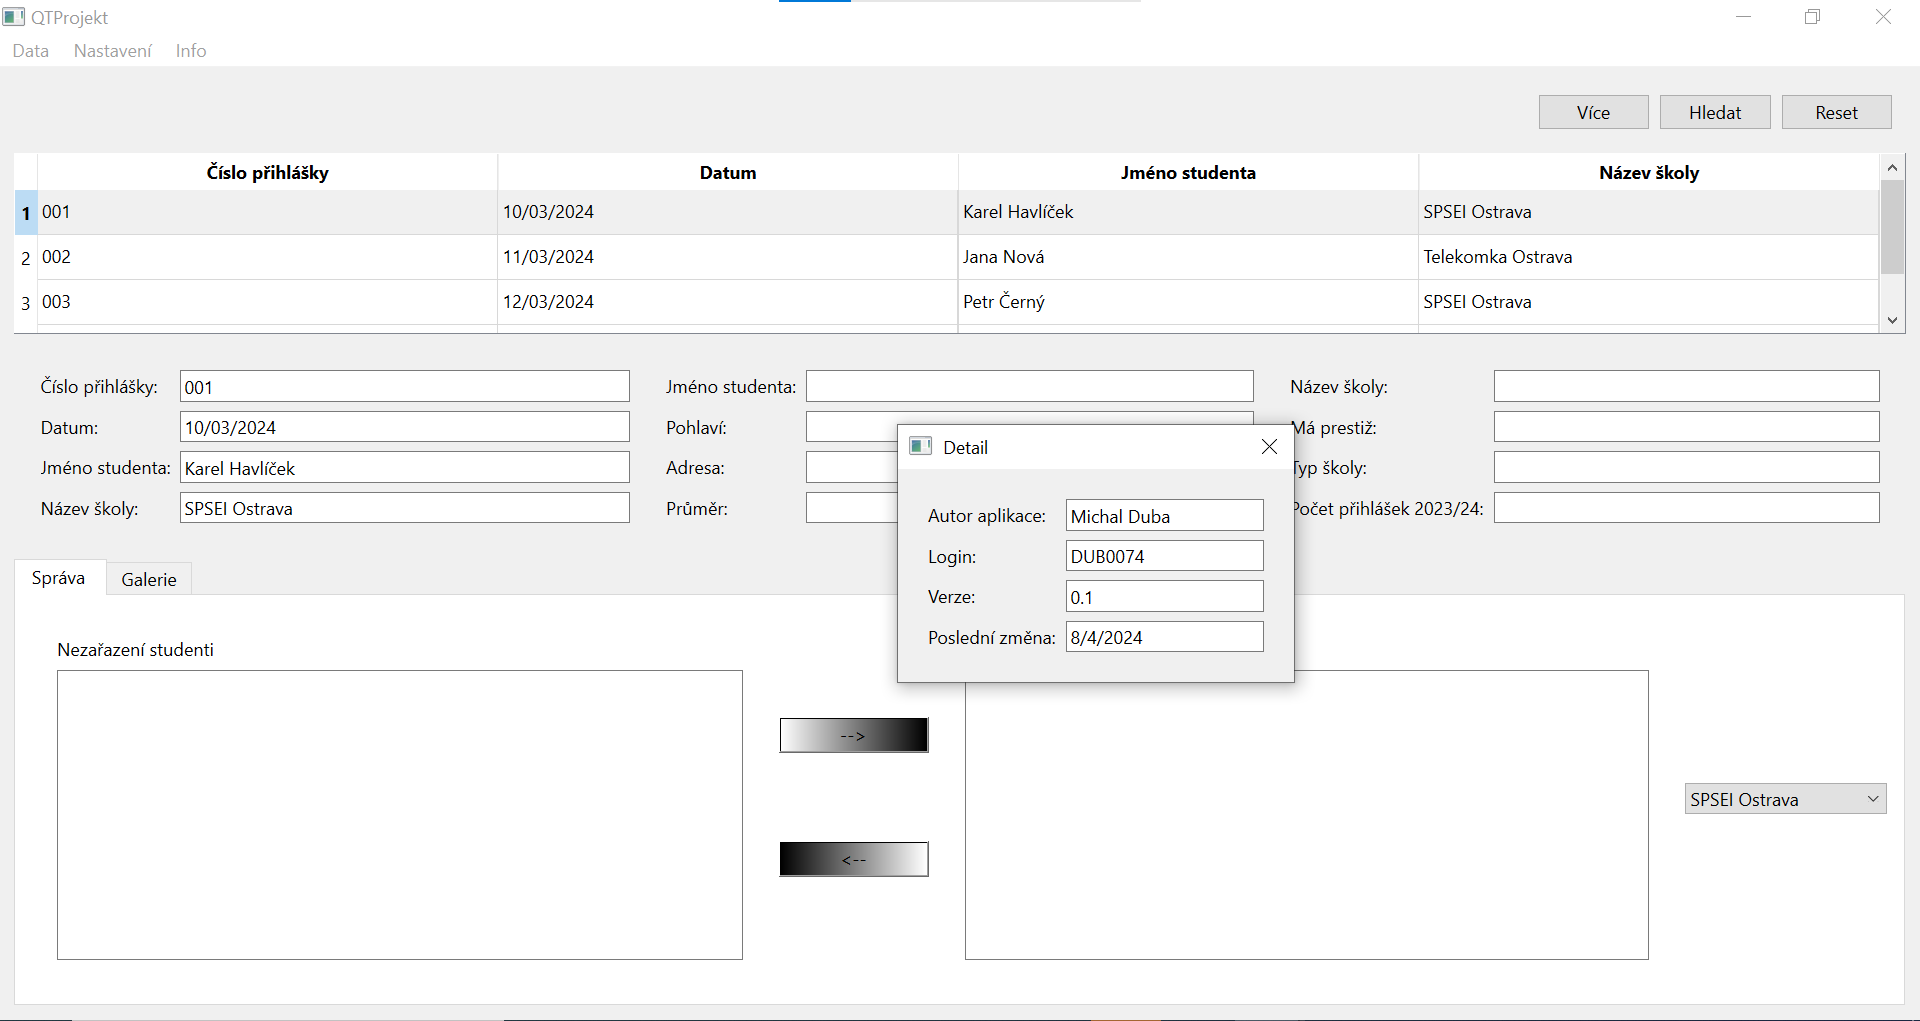 QTProjekt
Data Nastavení Info
Více Hledat Reset
Číslo přihlášky Datum Jméno studenta Název školy
1 001 10/03/2024 Karel Havlíček SPSEI Ostrava
2 002 11/03/2024 Jana Nová Telekomka Ostrava
3 003 12/03/2024 Petr Černý SPSEI Ostrava
Číslo přihlášky: 001 Jméno studenta: Název školy:
Datum: 10/03/2024 Pohlaví: Má prestiž:
Jméno studenta: Karel Havlíček Adresa: Typ školy:
Název školy: SPSEI Ostrava Průměr: Počet přihlášek 2023/24:
Detail
Autor aplikace: Michal Duba
Login: DUB0074
Verze: 0.1
Poslední změna: 8/4/2024
Správa Galerie
Nezařazení studenti
-->
<--
SPSEI Ostrava